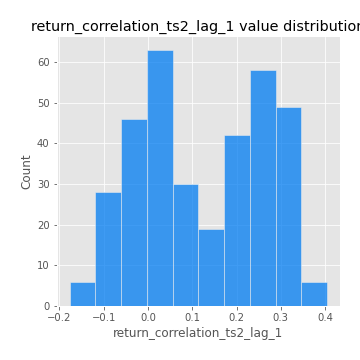 return_correlation_ts2_lag_1 value distribution
60
50
40
30
20
10
0
Count
−0.2 −0.1 0.0 0.1 0.2 0.3 0.4
return_correlation_ts2_lag_1